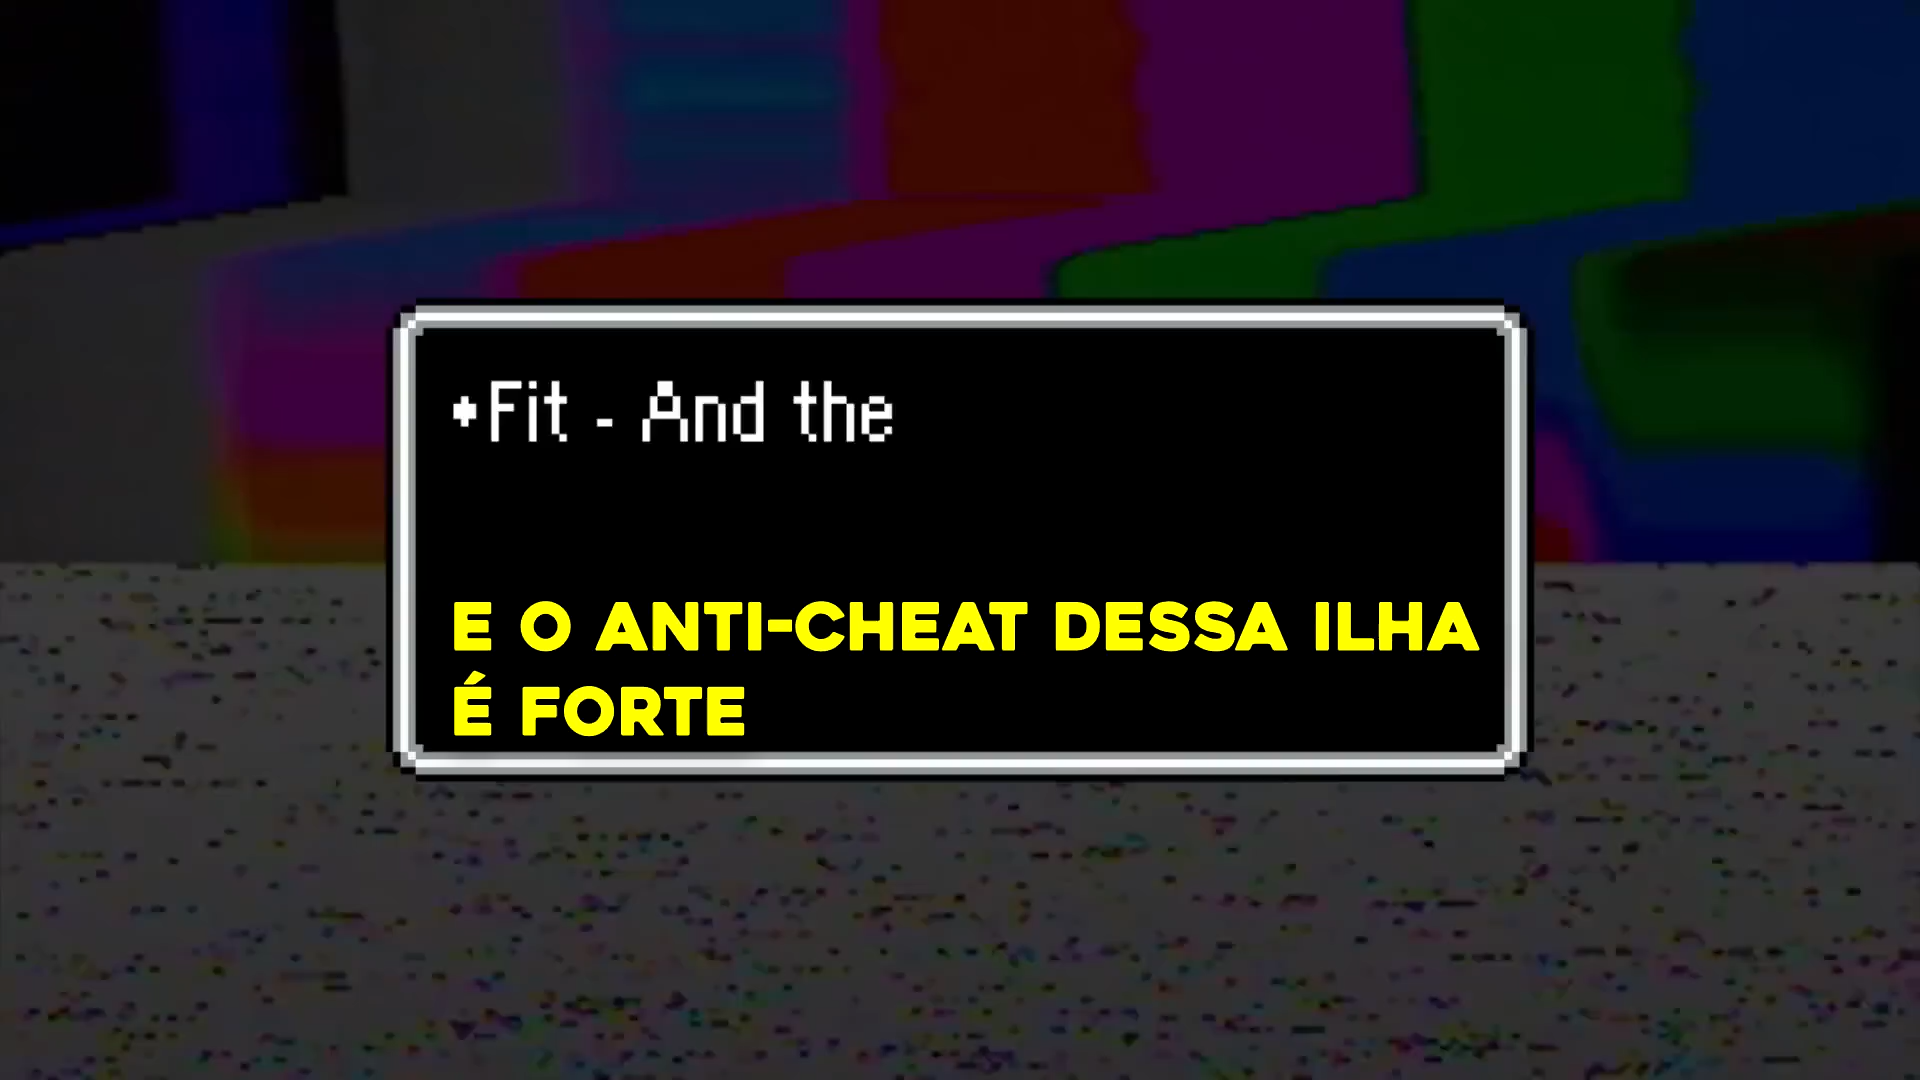 Fit - And the
E O ANTI-CHEAT DESSA ILHA
É FORTE